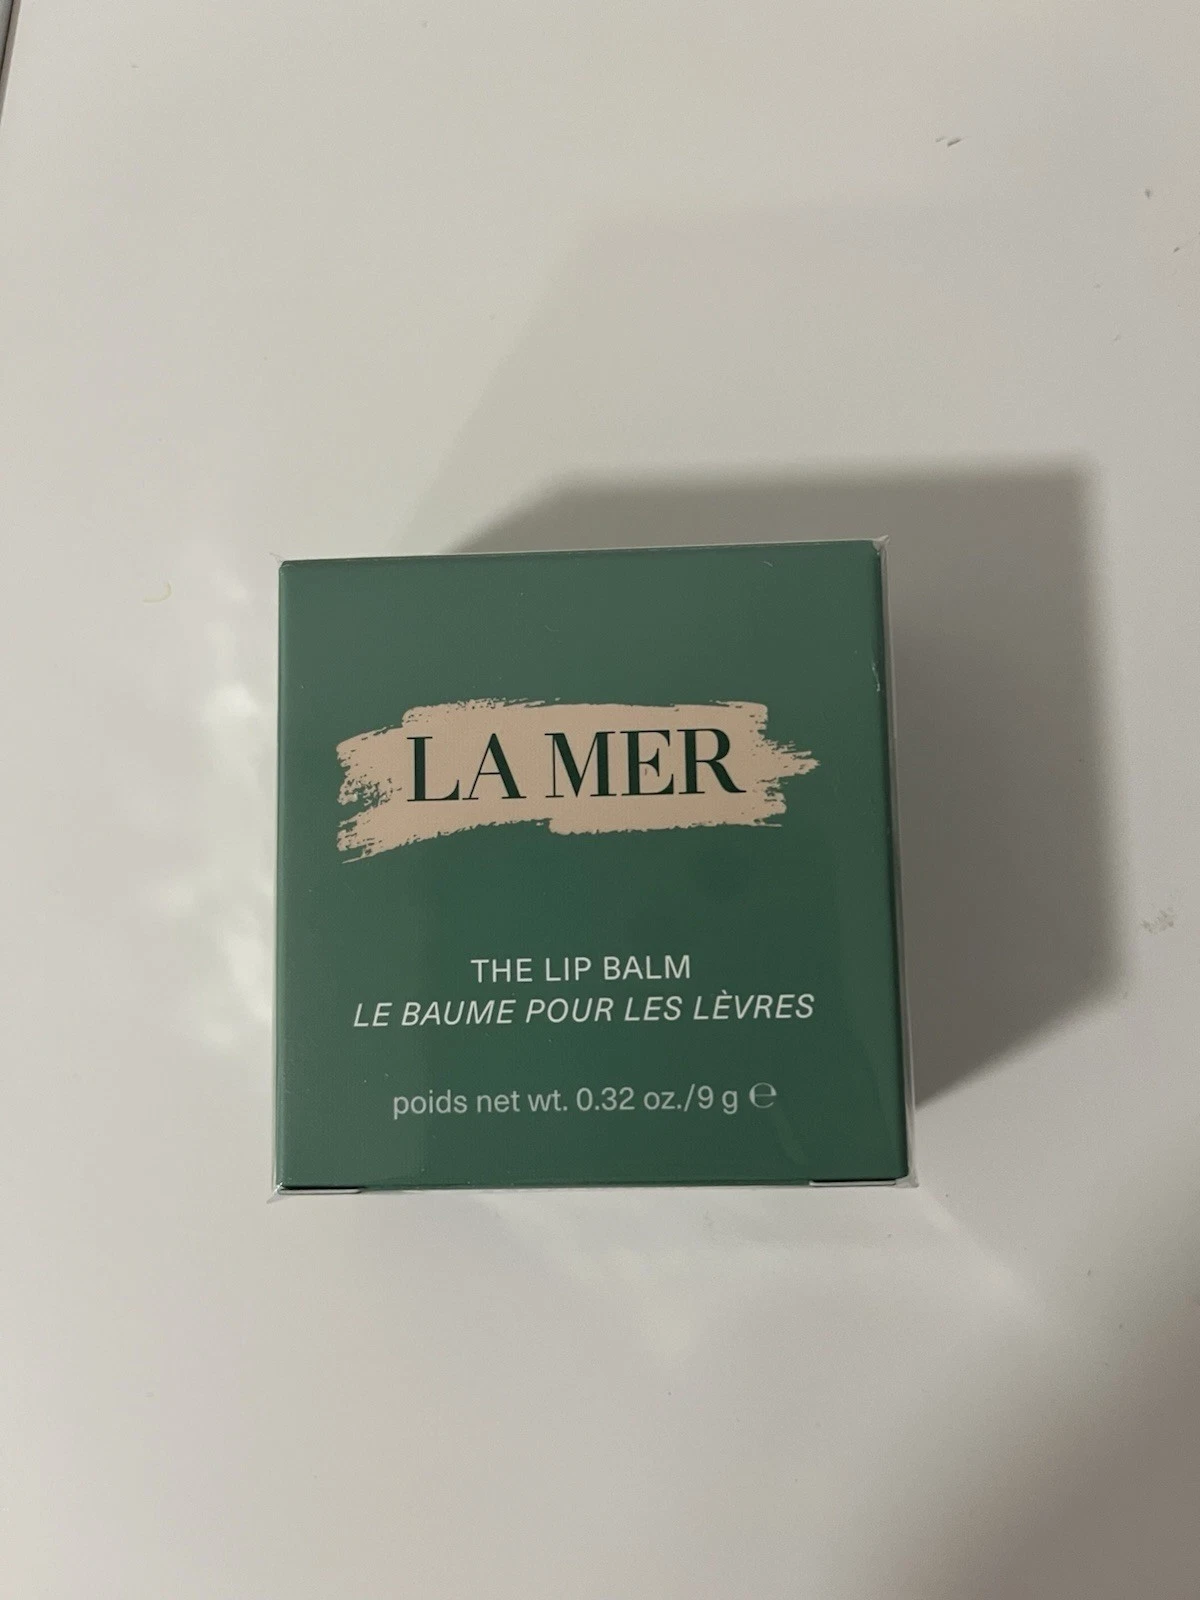 LA MER
THE LIP BALM
LE BAUME POUR LES LÈVRES
poids net wt. 0.32 oz./9 g ℮